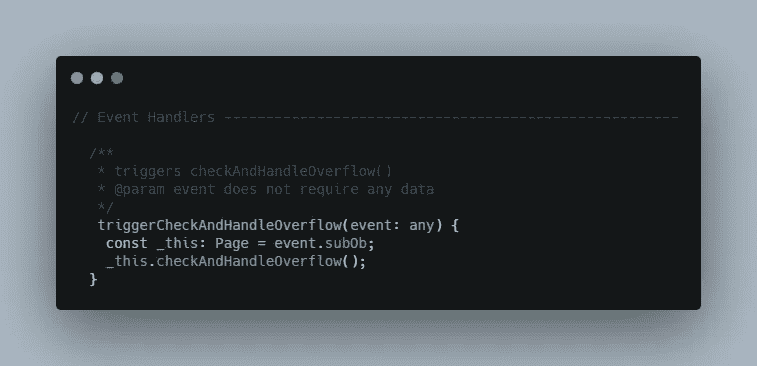 // Event Handlers ------------------------------------------------------
/**
* triggers checkAndHandleOverflow()
* @param event does not require any data
*/
triggerCheckAndHandleOverflow(event: any) {
const _this: Page = event.subOb;
_this.checkAndHandleOverflow();
}